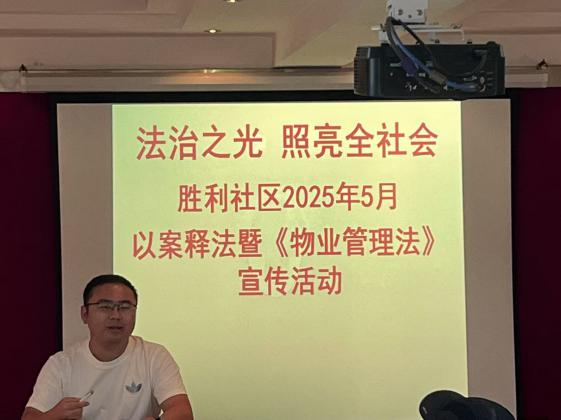 法治之光 照亮全社会
胜利社区2025年5月
以案释法暨《物业管理法》
宣传活动